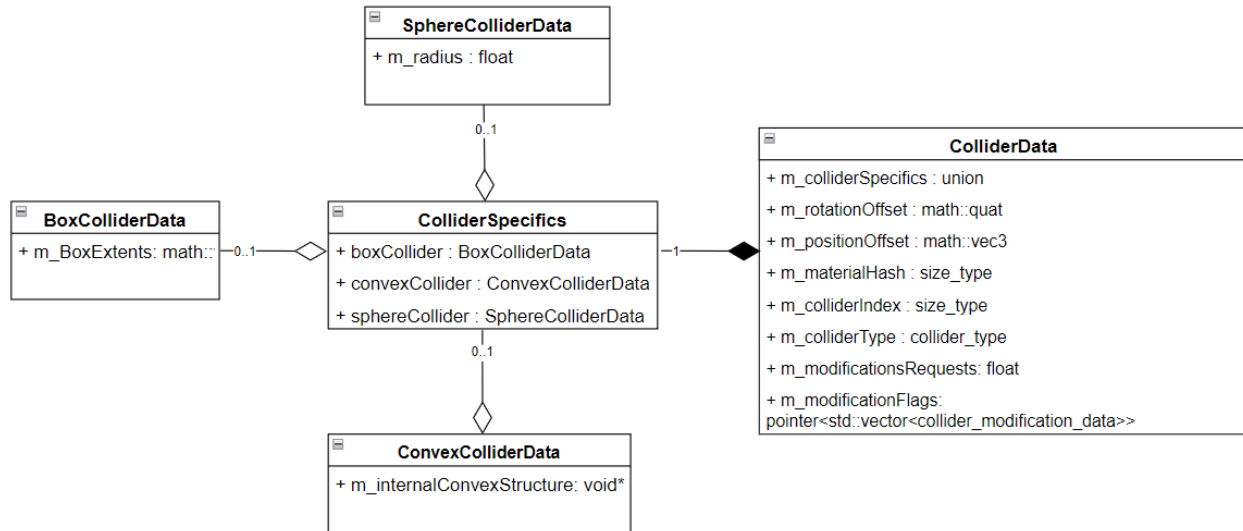 SphereColliderData
+ m_radius : float
0..1
ColliderData
+ m_colliderSpecifics : union
+ m_rotationOffset : math::quat
+ m_positionOffset : math::vec3
+ m_materialHash : size_type
+ m_colliderIndex : size_type
+ m_colliderType : collider_type
+ m_modificationsRequests: float
+ m_modificationFlags:
pointer<std::vector<collider_modification_data>>
BoxColliderData
+ m_BoxExtents: math::
0..1
ColliderSpecifics
+ boxCollider : BoxColliderData
+ convexCollider : ConvexColliderData
+ sphereCollider : SphereColliderData
1
0..1
ConvexColliderData
+ m_internalConvexStructure: void*